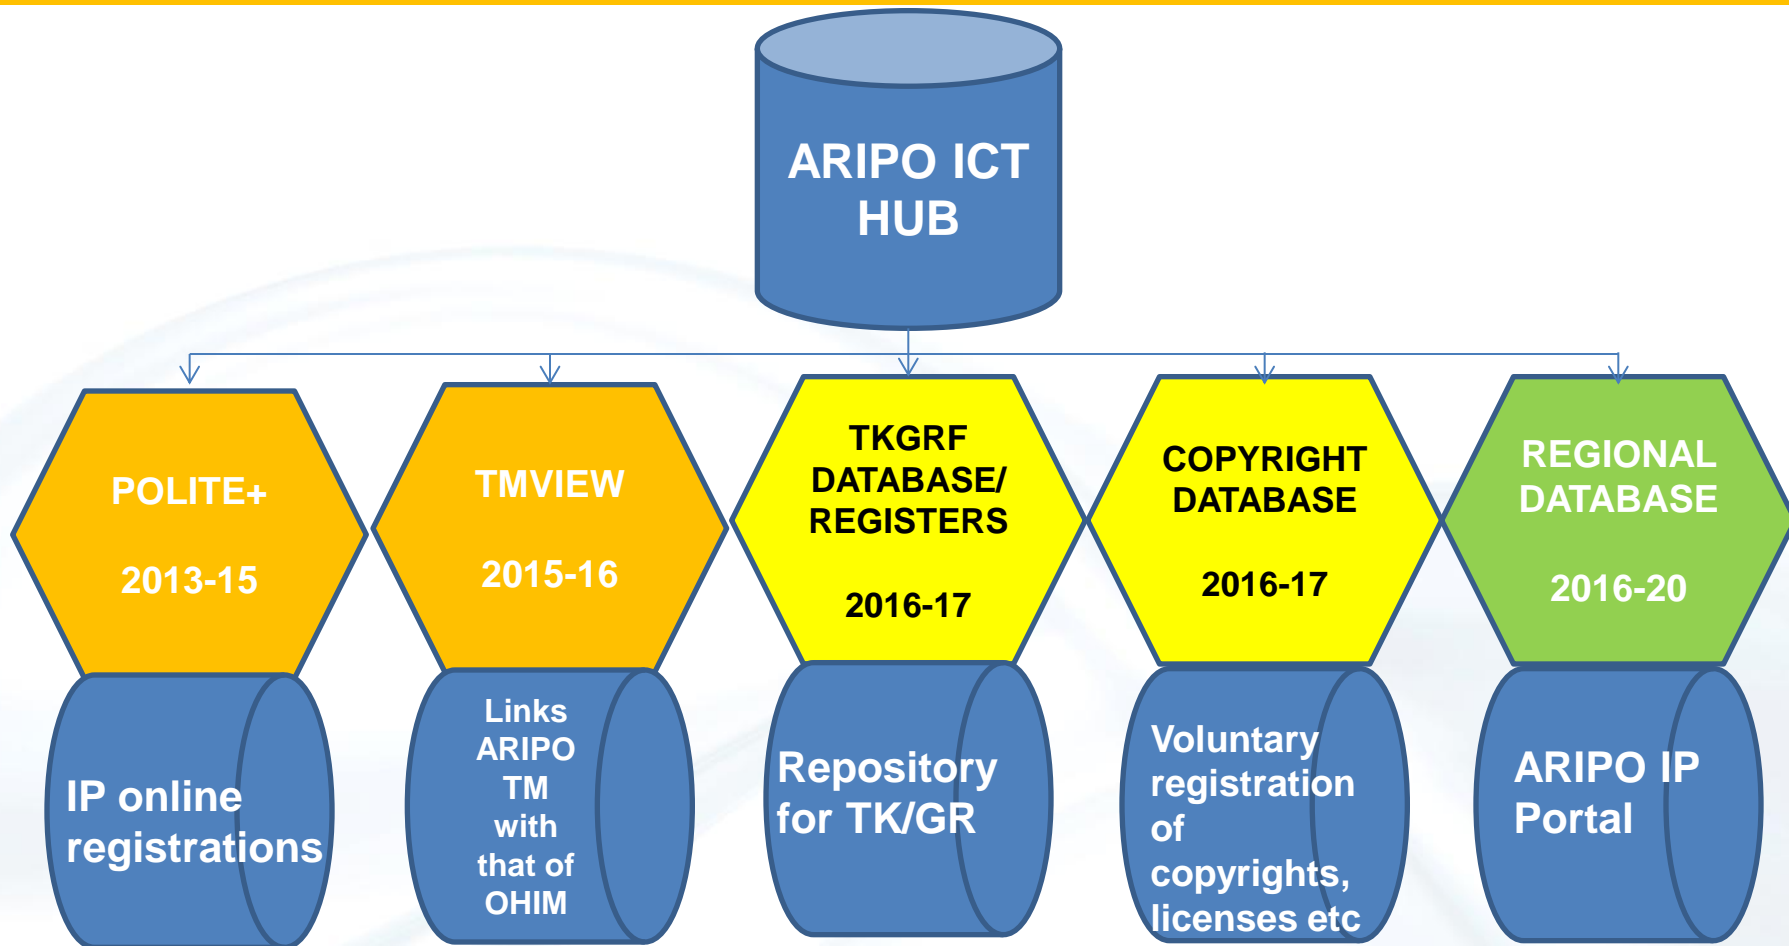 ARIPO ICT
HUB
POLITE+
2013-15
TMVIEW
2015-16
TKGRF
DATABASE/
REGISTERS
2016-17
COPYRIGHT
DATABASE
2016-17
REGIONAL
DATABASE
2016-20
IP online
registrations
Links
ARIPO
TM
with
that of
OHIM
Repository
for TK/GR
Voluntary
registration
of
copyrights,
licenses etc
ARIPO IP
Portal